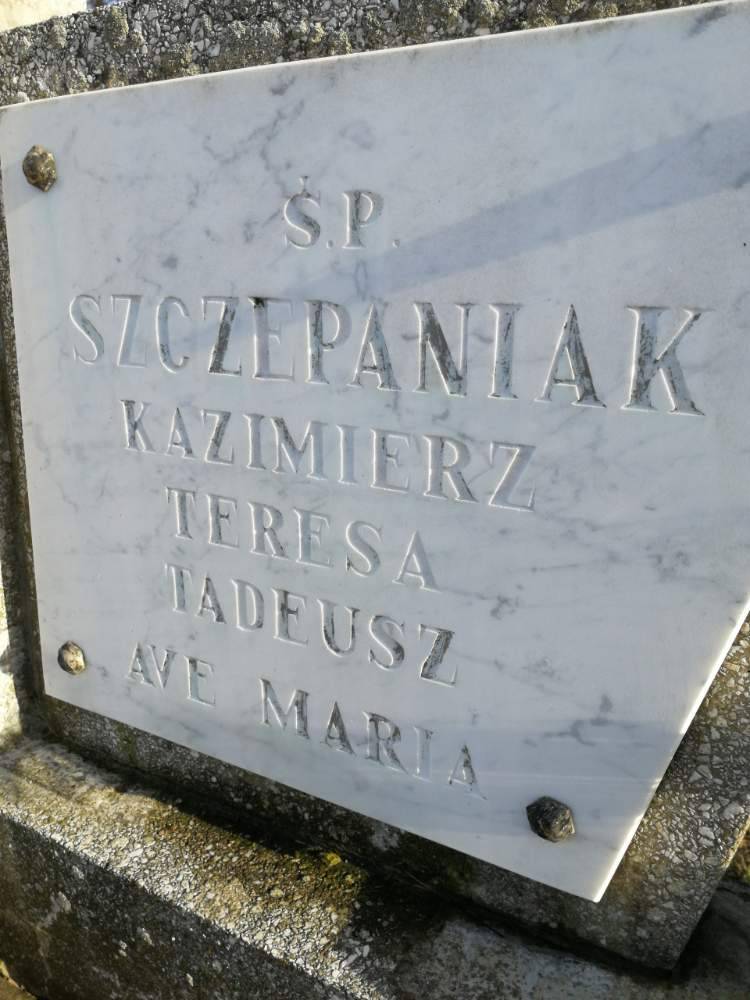 Ś.P.
SZCZEPANIAK
KAZIMIERZ
TERESA
TADEUSZ
AVE MARIA